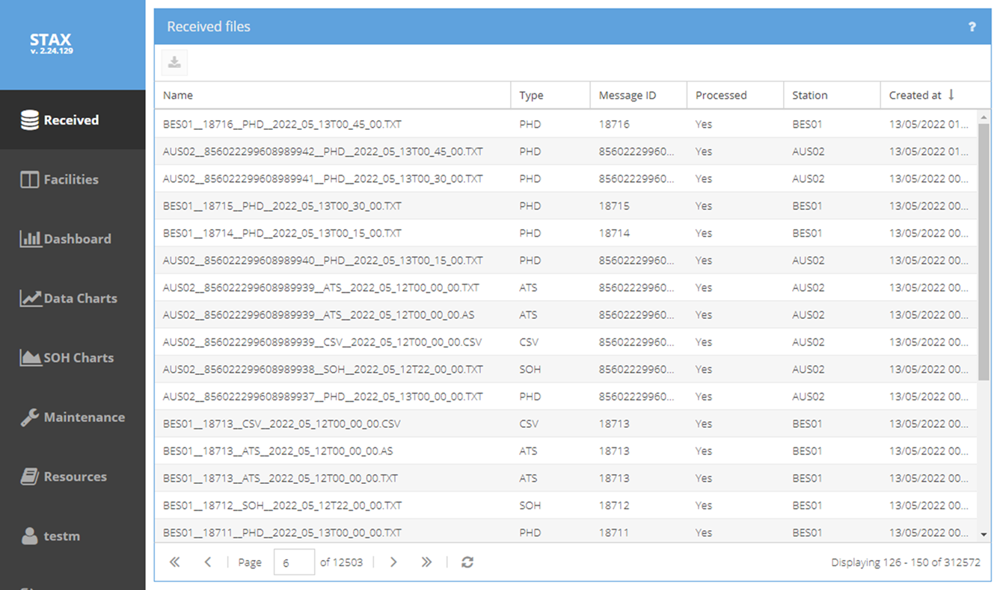 STAX
v. 2.24.129
Received
Facilities
Dashboard
Data Charts
SOH Charts
Maintenance
Resources
testm
Received files ?
Name Type Message ID Processed Station Created at
BES01__18716__PHD__2022_05_13T00_45_00.TXT PHD 18716 Yes BES01 13/05/2022 01...
AUS02__856022299608989942__PHD__2022_05_13T00_45_00.TXT PHD 85602229960... Yes AUS02 13/05/2022 01...
AUS02__856022299608989941__PHD__2022_05_13T00_30_00.TXT PHD 85602229960... Yes AUS02 13/05/2022 00...
BES01__18715__PHD__2022_05_13T00_30_00.TXT PHD 18715 Yes BES01 13/05/2022 00...
BES01__18714__PHD__2022_05_13T00_15_00.TXT PHD 18714 Yes BES01 13/05/2022 00...
AUS02__856022299608989940__PHD__2022_05_13T00_15_00.TXT PHD 85602229960... Yes AUS02 13/05/2022 00...
AUS02__856022299608989939__ATS__2022_05_12T00_00_00.TXT ATS 85602229960... Yes AUS02 13/05/2022 00...
AUS02__856022299608989939__ATS__2022_05_12T00_00_00.AS ATS 85602229960... Yes AUS02 13/05/2022 00...
AUS02__856022299608989939__CSV__2022_05_12T00_00_00.CSV CSV 85602229960... Yes AUS02 13/05/2022 00...
AUS02__856022299608989938__SOH__2022_05_12T22_00_00.TXT SOH 85602229960... Yes AUS02 13/05/2022 00...
AUS02__856022299608989937__PHD__2022_05_13T00_00_00.TXT PHD 85602229960... Yes AUS02 13/05/2022 00...
BES01__18713__CSV__2022_05_12T00_00_00.CSV CSV 18713 Yes BES01 13/05/2022 00...
BES01__18713__ATS__2022_05_12T00_00_00.AS ATS 18713 Yes BES01 13/05/2022 00...
BES01__18713__ATS__2022_05_12T00_00_00.TXT ATS 18713 Yes BES01 13/05/2022 00...
BES01__18712__SOH__2022_05_12T22_00_00.TXT SOH 18712 Yes BES01 13/05/2022 00...
BES01__18711__PHD__2022_05_13T00_00_00.TXT PHD 18711 Yes BES01 13/05/2022 00...
Page 6 of 12503 Displaying 126 - 150 of 312572